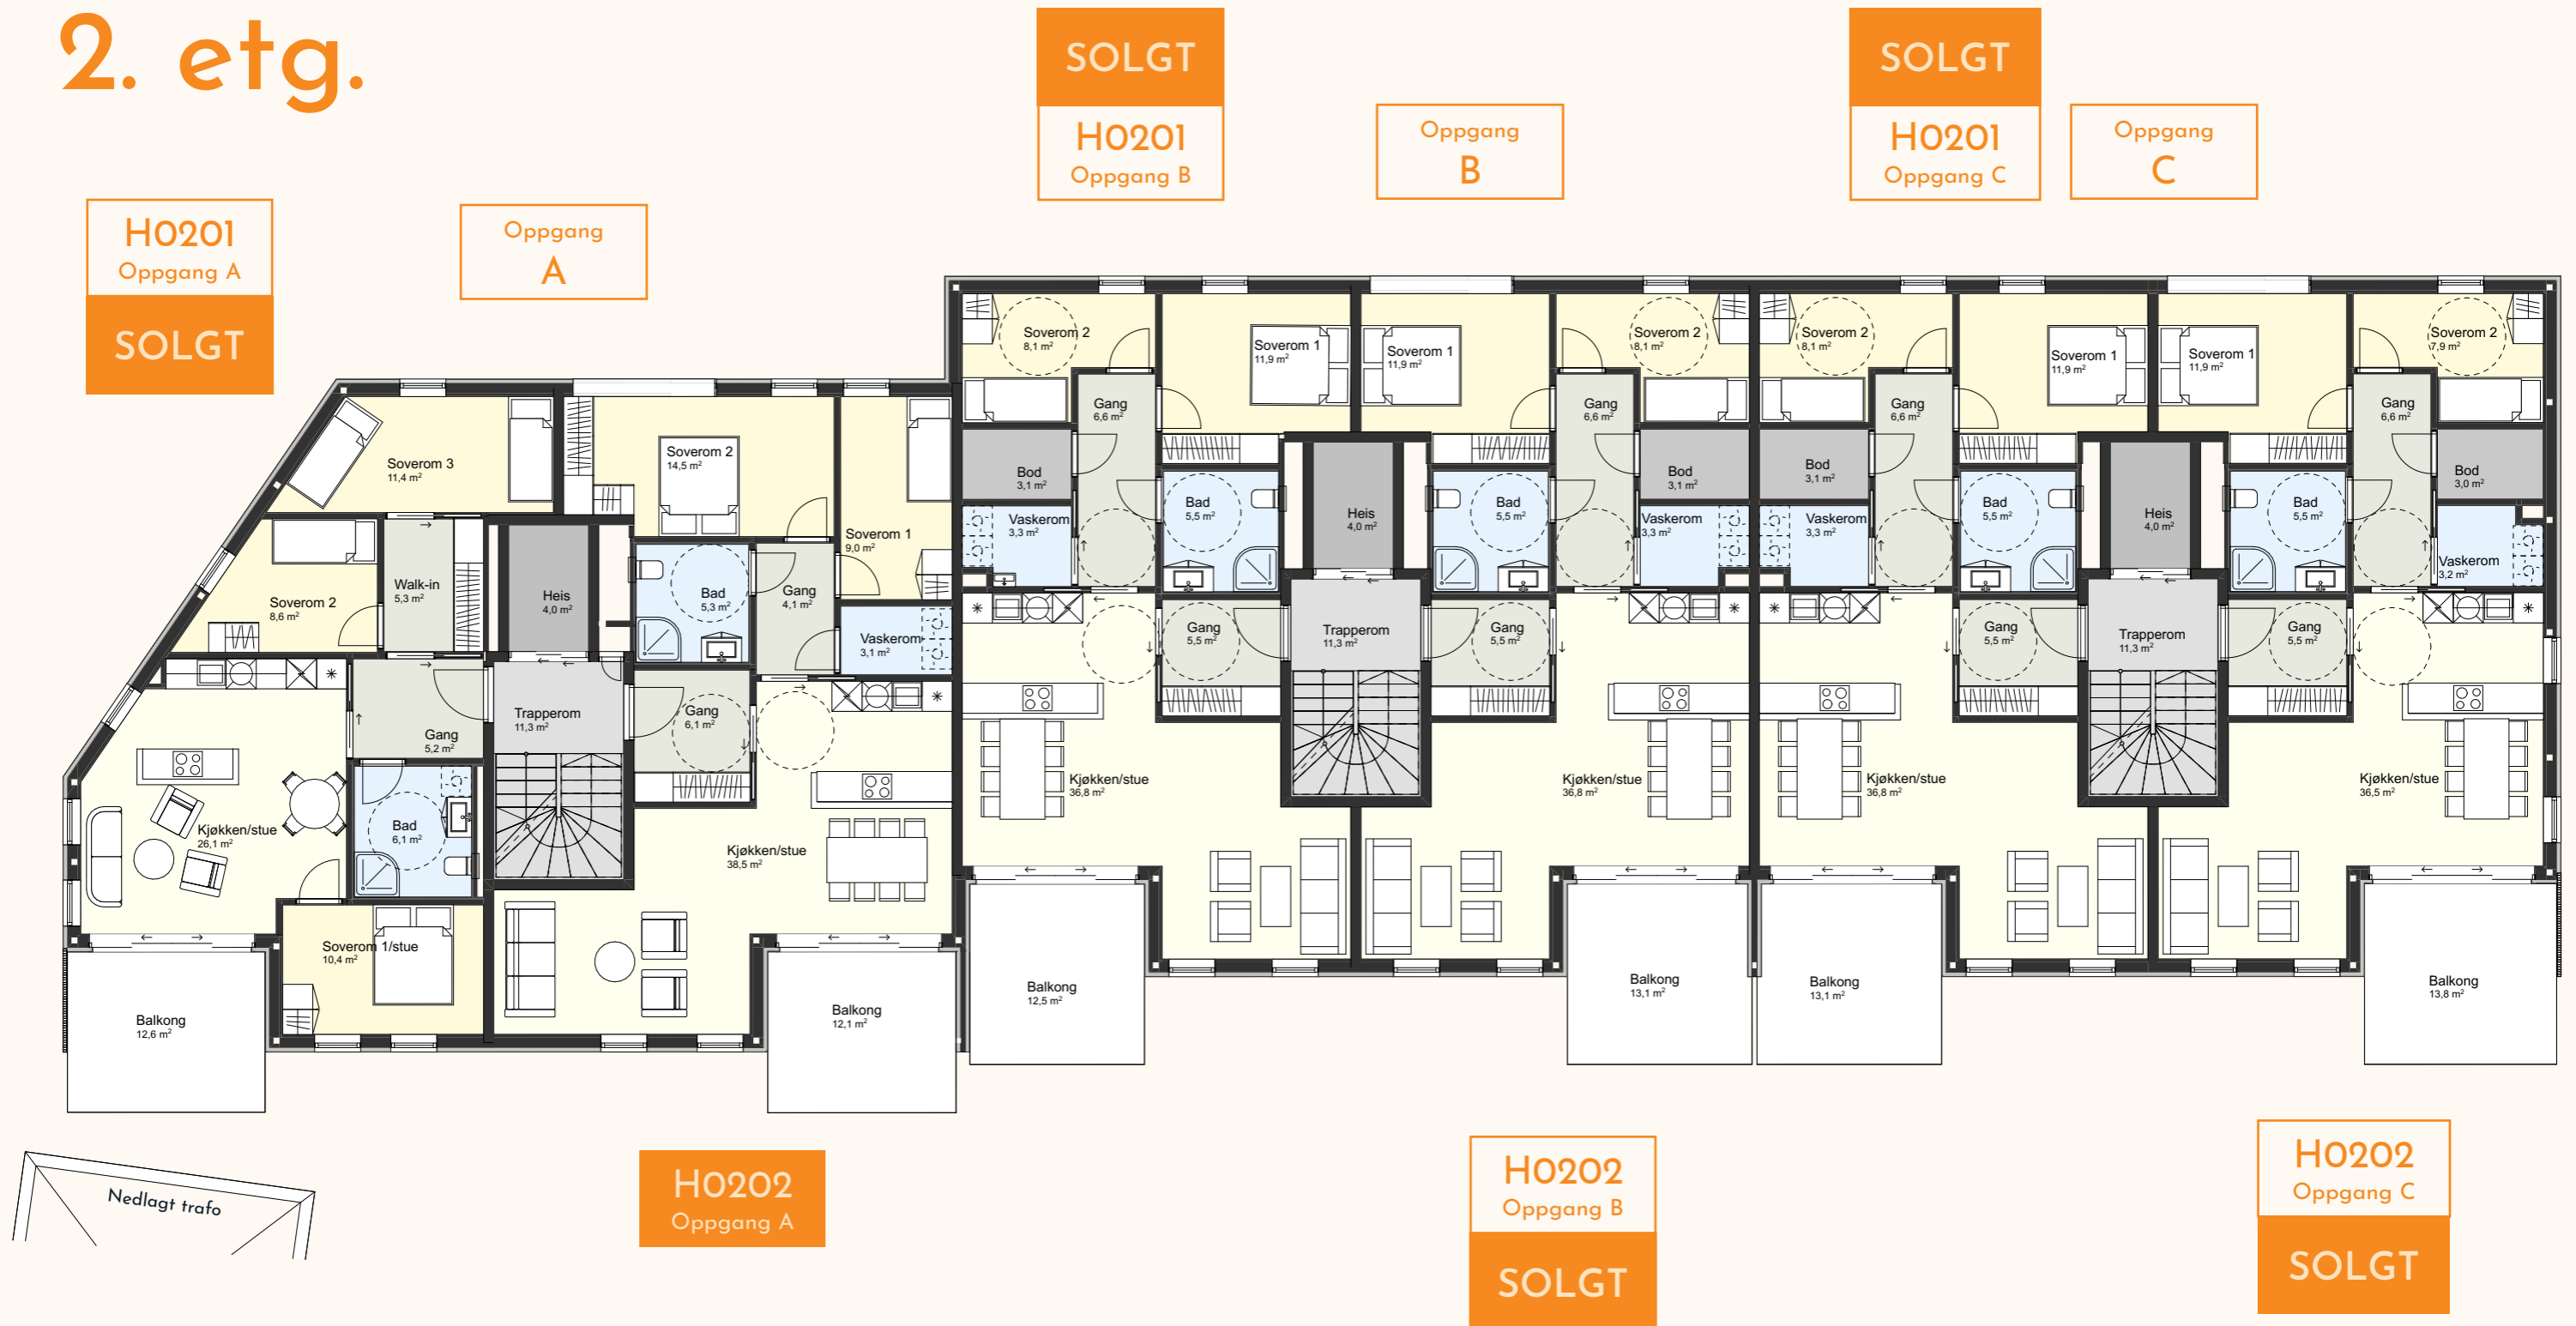 2. etg.
SOLGT
H0201
Oppgang B
Oppgang
B
SOLGT
H0201
Oppgang C
Oppgang
C
H0201
Oppgang A
SOLGT
Oppgang
A
Soverom 3
11,4 m²
Soverom 2
8,6 m²
Walk-in
5,3 m²
Heis
4,0 m²
Trapperom
11,3 m²
Gang
5,2 m²
Bad
6,1 m²
Kjøkken/stue
26,1 m²
Soverom 1/stue
10,4 m²
Balkong
12,6 m²
Soverom 2
14,5 m²
Soverom 1
9,0 m²
Bad
5,3 m²
Gang
4,1 m²
Vaskerom
3,1 m²
Gang
6,1 m²
Kjøkken/stue
38,5 m²
Balkong
12,1 m²
Soverom 2
8,1 m²
Soverom 1
11,9 m²
Gang
6,6 m²
Bod
3,1 m²
Vaskerom
3,3 m²
Bad
5,5 m²
Gang
5,5 m²
Kjøkken/stue
36,8 m²
Balkong
12,5 m²
Heis
4,0 m²
Trapperom
11,3 m²
Soverom 1
11,9 m²
Soverom 2
8,1 m²
Gang
6,6 m²
Bod
3,1 m²
Bad
5,5 m²
Vaskerom
3,3 m²
Gang
5,5 m²
Kjøkken/stue
36,8 m²
Balkong
13,1 m²
Soverom 2
8,1 m²
Soverom 1
11,9 m²
Gang
6,6 m²
Bod
3,1 m²
Vaskerom
3,3 m²
Bad
5,5 m²
Gang
5,5 m²
Kjøkken/stue
36,8 m²
Balkong
13,1 m²
Heis
4,0 m²
Trapperom
11,3 m²
Soverom 1
11,9 m²
Soverom 2
7,9 m²
Gang
6,6 m²
Bod
3,0 m²
Bad
5,5 m²
Vaskerom
3,2 m²
Gang
5,5 m²
Kjøkken/stue
36,5 m²
Balkong
13,8 m²
Nedlagt trafo
H0202
Oppgang A
H0202
Oppgang B
SOLGT
H0202
Oppgang C
SOLGT